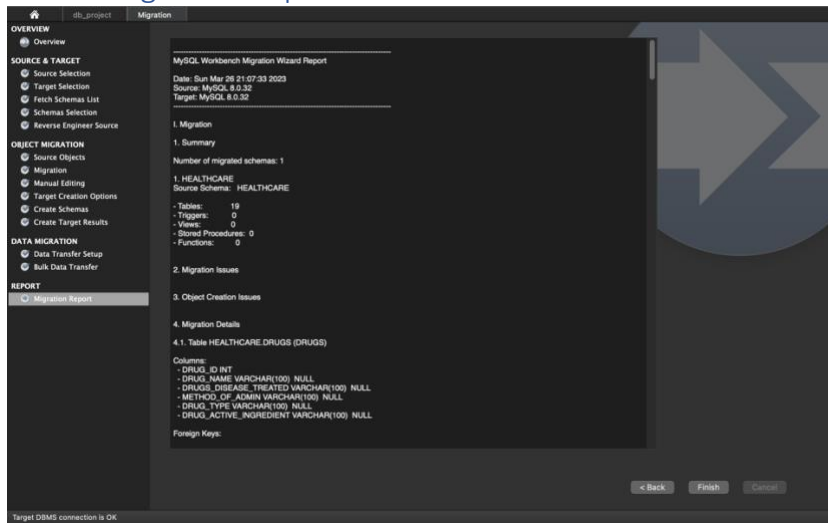 db_project
Migration
OVERVIEW
Overview
SOURCE & TARGET
Source Selection
Target Selection
Fetch Schemas List
Schemas Selection
Reverse Engineer Source
OBJECT MIGRATION
Source Objects
Migration
Manual Editing
Target Creation Options
Create Schemas
Create Target Results
DATA MIGRATION
Data Transfer Setup
Bulk Data Transfer
REPORT
Migration Report
MySQL Workbench Migration Wizard Report
Date: Sun Mar 26 21:07:33 2023
Source: MySQL 8.0.32
Target: MySQL 8.0.32
I. Migration
1. Summary
Number of migrated schemas: 1
1. HEALTHCARE
Source Schema: HEALTHCARE
- Tables: 19
- Triggers: 0
- Views: 0
- Stored Procedures: 0
- Functions: 0
2. Migration Issues
3. Object Creation Issues
4. Migration Details
4.1. Table HEALTHCARE.DRUGS (DRUGS)
Columns:
- DRUG_ID INT
- DRUG_NAME VARCHAR(100) NULL
- DRUGS_DISEASE_TREATED VARCHAR(100) NULL
- METHOD_OF_ADMIN VARCHAR(100) NULL
- DRUG_TYPE VARCHAR(100) NULL
- DRUG_ACTIVE_INGREDIENT VARCHAR(100) NULL
Foreign Keys:
< Back Finish Cancel
Target DBMS connection is OK